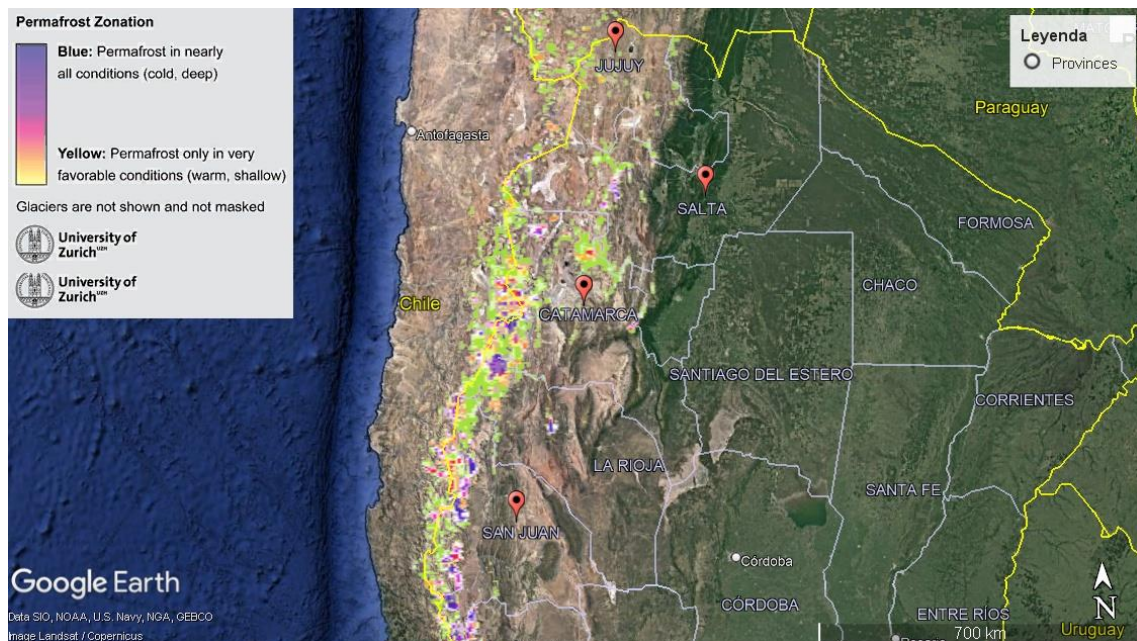 Permafrost Zonation
Blue: Permafrost in nearly
all conditions (cold, deep)
Yellow: Permafrost only in very
favorable conditions (warm, shallow)
Glaciers are not shown and not masked
University of
Zurich UZH
University of
Zurich UZH
Leyenda
Provinces
JUJUY
Paraguay
Antofagasta
SALTA
FORMOSA
CHACO
Chile
CATAMARCA
SANTIAGO DEL ESTERO
CORRIENTES
LA RIOJA
SANTA FE
SAN JUAN
Córdoba
CÓRDOBA
ENTRE RÍOS
N
Google Earth
Data SIO, NOAA, U.S. Navy, NGA, GEBCO
Image Landsat / Copernicus
700 km
Uruguay